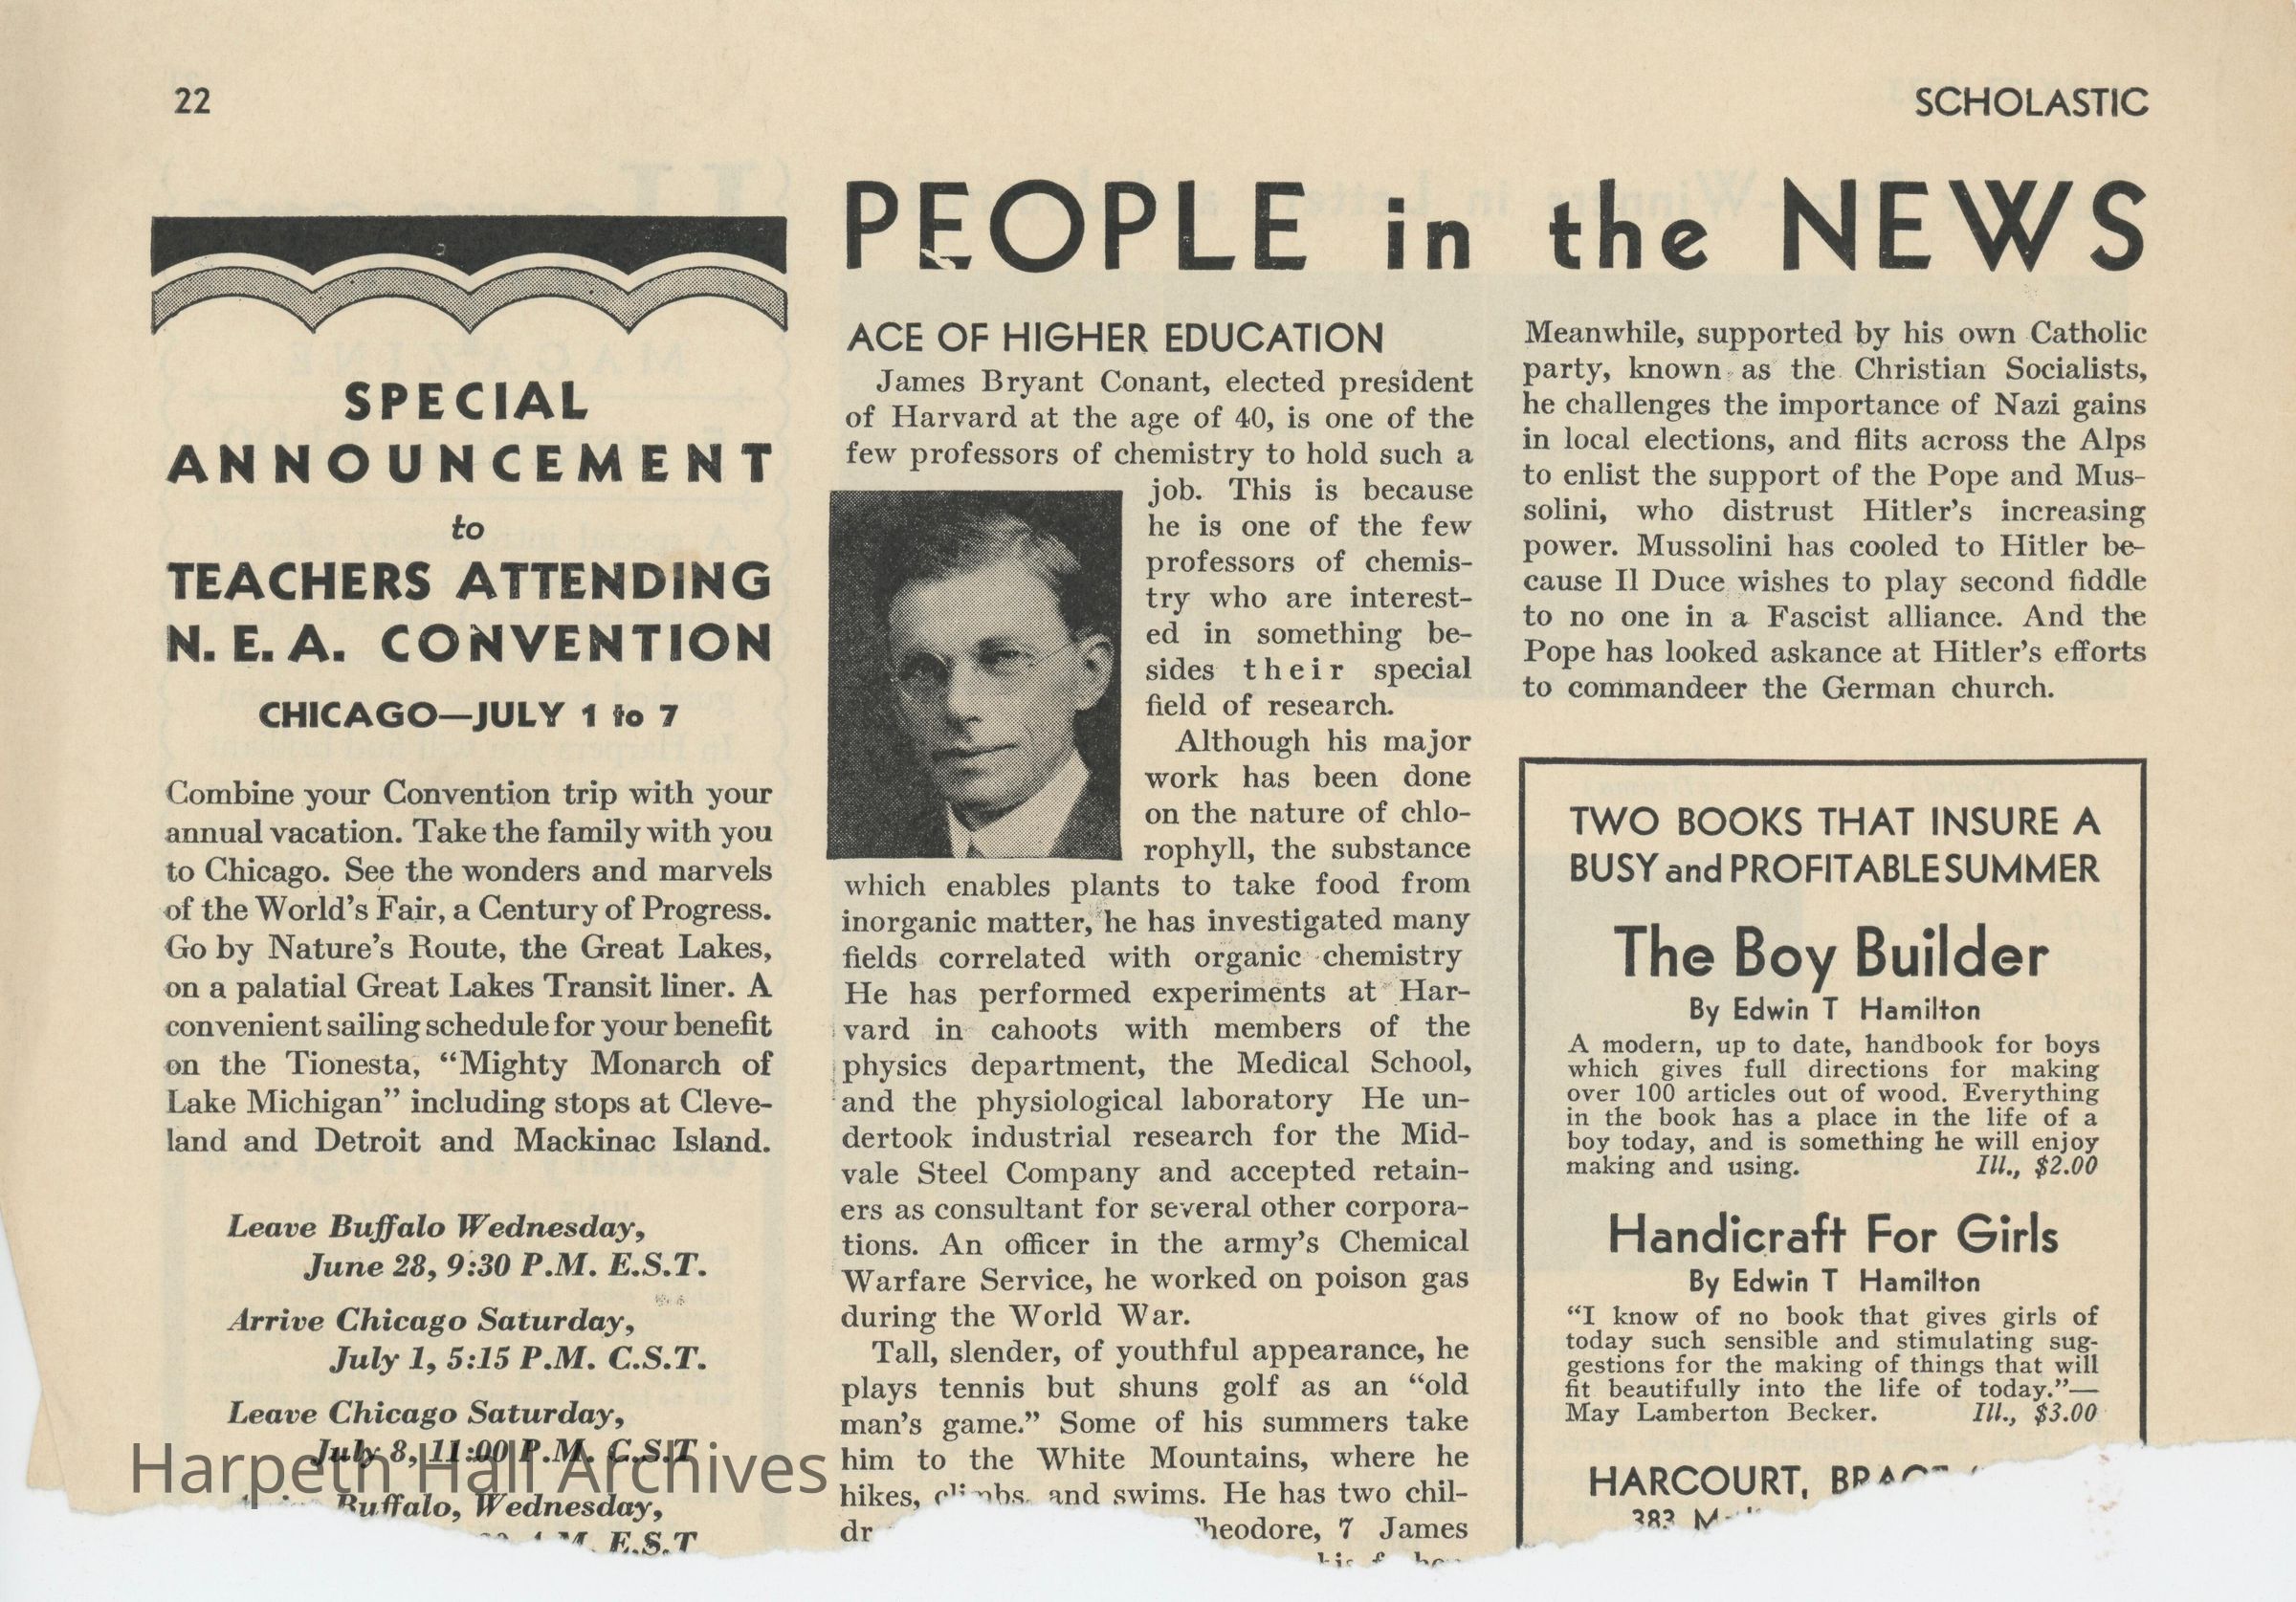 22
SCHOLASTIC
SPECIAL
ANNOUNCEMENT
to
TEACHERS ATTENDING
N. E. A. CONVENTION
CHICAGO—JULY 1 to 7
Combine your Convention trip with your
annual vacation. Take the family with you
to Chicago. See the wonders and marvels
of the World's Fair, a Century of Progress.
Go by Nature's Route, the Great Lakes,
on a palatial Great Lakes Transit liner. A
convenient sailing schedule for your benefit
on the Tionesta, “Mighty Monarch of
Lake Michigan” including stops at Cleve-
land and Detroit and Mackinac Island.
Leave Buffalo Wednesday,
June 28, 9:30 P.M. E.S.T.
Arrive Chicago Saturday,
July 1, 5:15 P.M. C.S.T.
Leave Chicago Saturday,
July 8, 11:00 P.M. C.S.T
Buffalo, Wednesday,
E.S.T
Harpeth Hall Archives
PEOPLE in the NEWS
ACE OF HIGHER EDUCATION
James Bryant Conant, elected president
of Harvard at the age of 40, is one of the
few professors of chemistry to hold such a
job. This is because
he is one of the few
professors of chemis-
try who are interest-
ed in something be-
sides their special
field of research.
Although his major
work has been done
on the nature of chlo-
rophyll, the substance
which enables plants to take food from
inorganic matter, he has investigated many
fields correlated with organic chemistry
He has performed experiments at Har-
vard in cahoots with members of the
physics department, the Medical School,
and the physiological laboratory He un-
dertook industrial research for the Mid-
vale Steel Company and accepted retain-
ers as consultant for several other corpora-
tions. An officer in the army's Chemical
Warfare Service, he worked on poison gas
during the World War.
Tall, slender, of youthful appearance, he
plays tennis but shuns golf as an “old
man's game.” Some of his summers take
him to the White Mountains, where he
hikes, climbs, and swims. He has two chil-
dr heodore, 7 James
Meanwhile, supported by his own Catholic
party, known as the Christian Socialists,
he challenges the importance of Nazi gains
in local elections, and flits across the Alps
to enlist the support of the Pope and Mus-
solini, who distrust Hitler's increasing
power. Mussolini has cooled to Hitler be-
cause Il Duce wishes to play second fiddle
to no one in a Fascist alliance. And the
Pope has looked askance at Hitler's efforts
to commandeer the German church.
TWO BOOKS THAT INSURE A
BUSY and PROFITABLE SUMMER
The Boy Builder
By Edwin T Hamilton
A modern, up to date, handbook for boys
which gives full directions for making
over 100 articles out of wood. Everything
in the book has a place in the life of a
boy today, and is something he will enjoy
making and using. Ill., $2.00
Handicraft For Girls
By Edwin T Hamilton
“I know of no book that gives girls of
today such sensible and stimulating sug-
gestions for the making of things that will
fit beautifully into the life of today.”—
May Lamberton Becker. Ill., $3.00
HARCOURT,
383